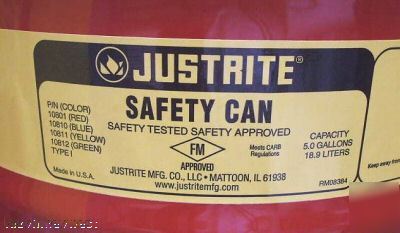 JUSTRITE®
SAFETY CAN
SAFETY TESTED SAFETY APPROVED
P/N (COLOR)
10801 (RED)
10810 (BLUE)
10811 (YELLOW)
10812 (GREEN)
TYPE I
Made in U.S.A.
FM
APPROVED
Meets CARB
Regulations
CAPACITY
5.0 GALLONS
18.9 LITERS
JUSTRITE MFG. CO., LLC • MATTOON, IL 61938
www.justritemfg.com
RM08384
Keep away from